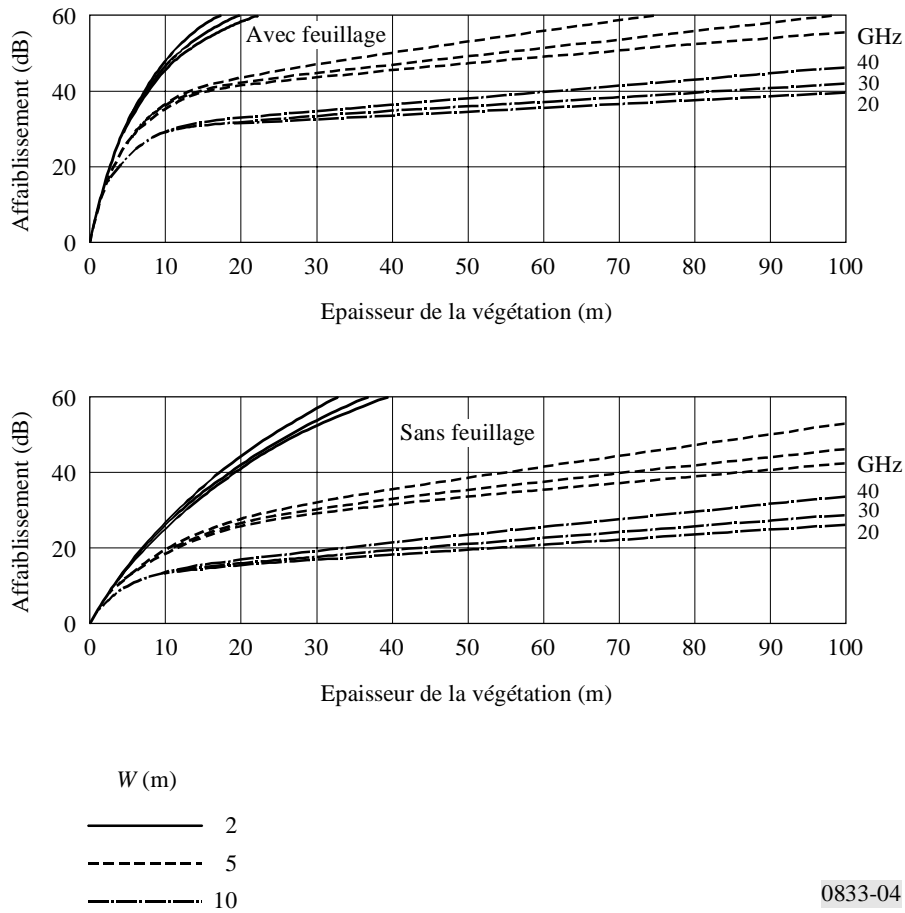 60
40
20
0
Affaiblissement (dB)
Avec feuillage
GHz
40
30
20
0 10 20 30 40 50 60 70 80 90 100
Epaisseur de la végétation (m)
60
40
20
0
Affaiblissement (dB)
Sans feuillage
GHz
40
30
20
0 10 20 30 40 50 60 70 80 90 100
Epaisseur de la végétation (m)
W (m)
2
5
10
0833-04